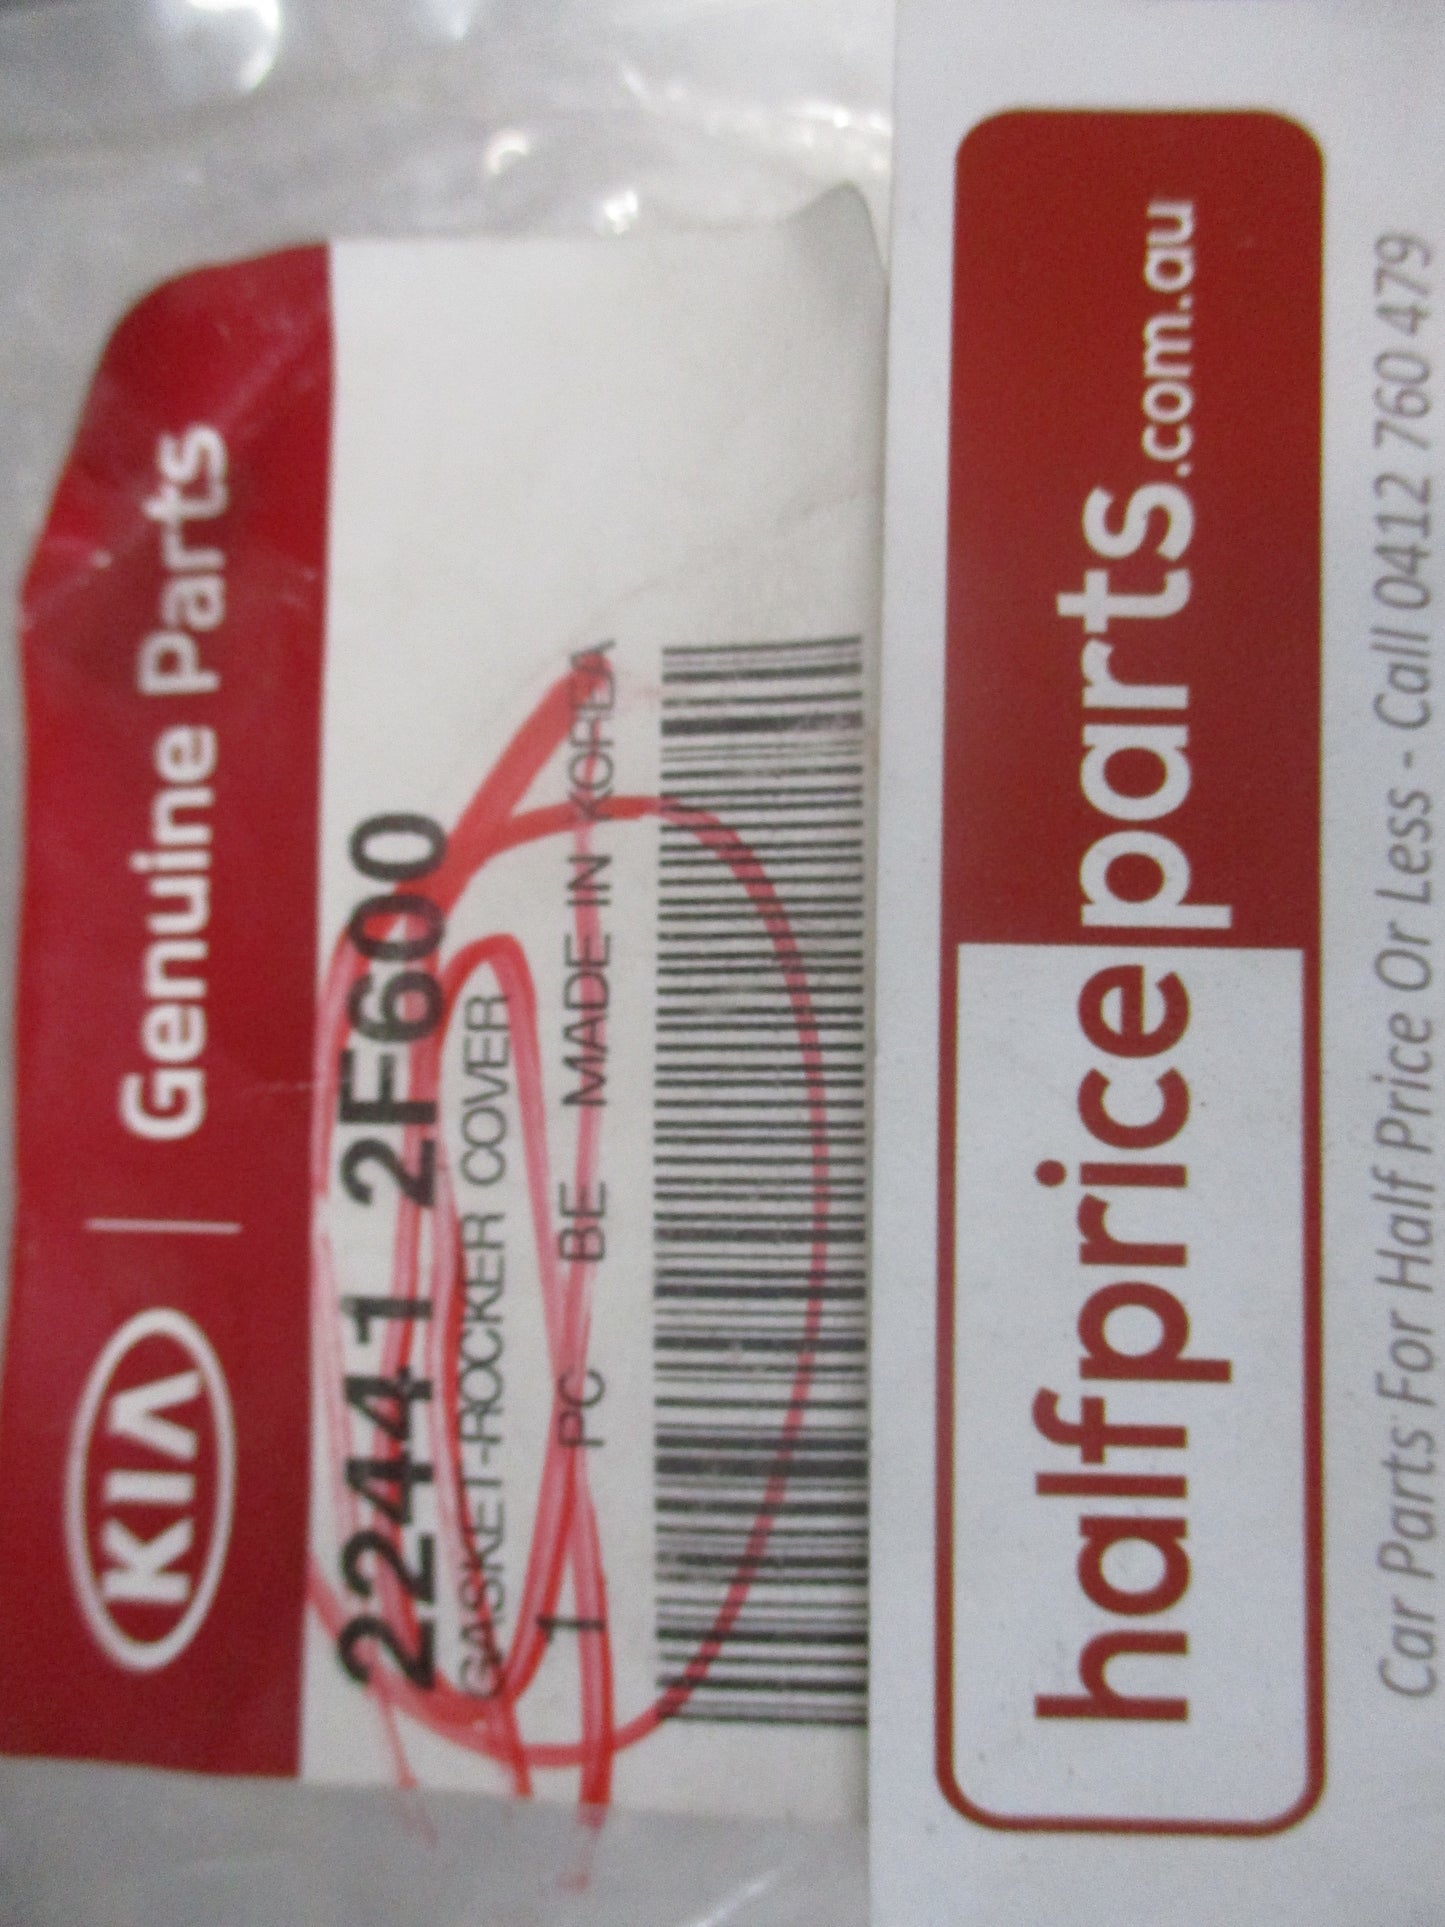 KIA | Genuine Parts
22441 2F600
GASKET-ROCKER COVER
1 PC BE MADE IN KOREA
halfpriceparts.com.au
Car Parts For Half Price Or Less - Call 0412 760 479